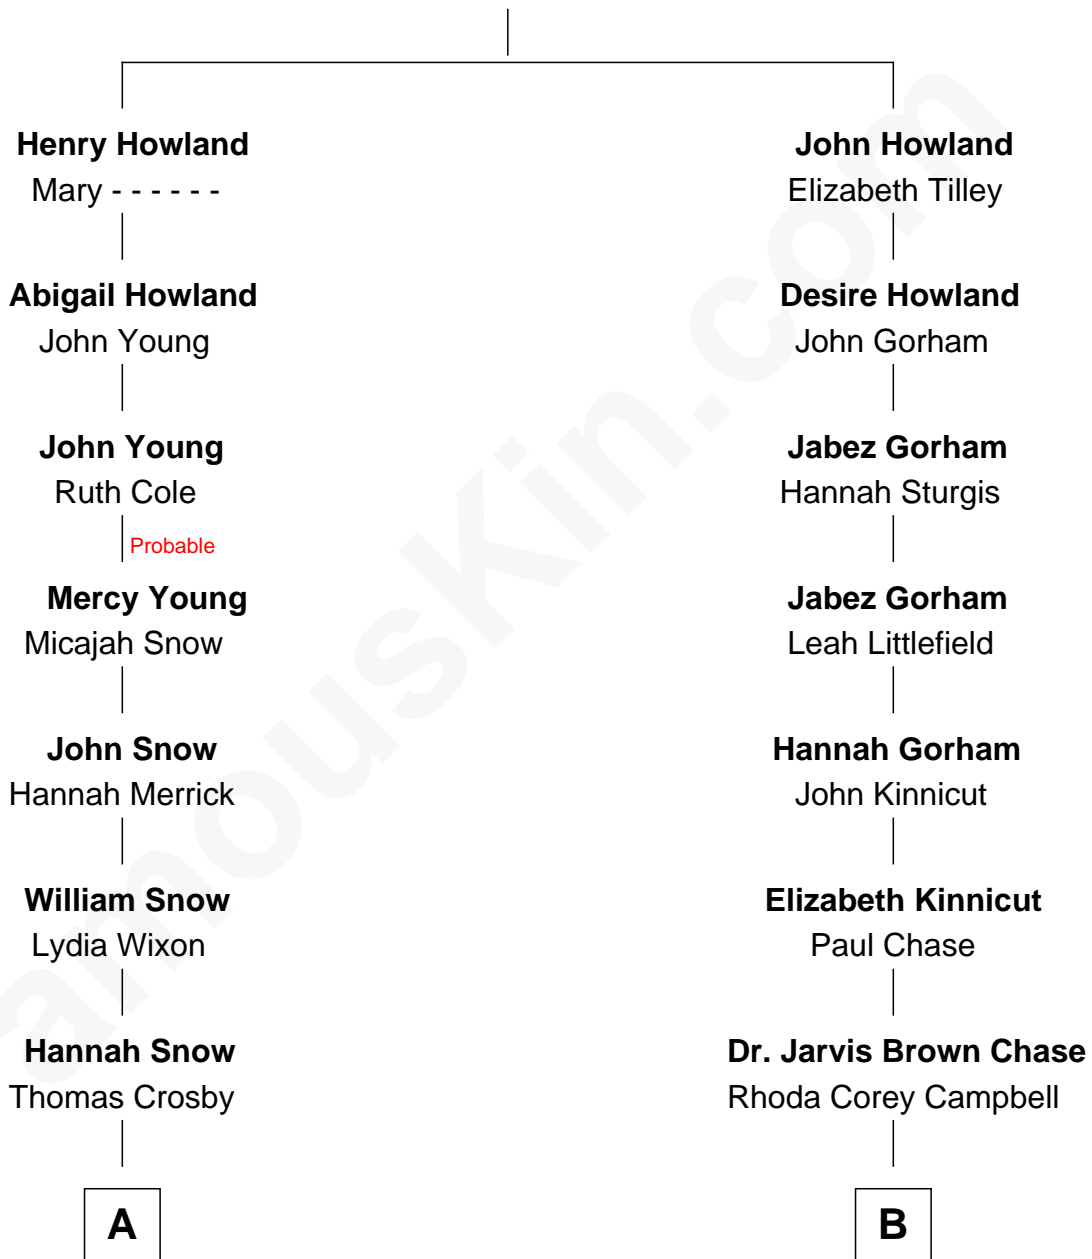 Henry Howland
Mary - - - - - -
Abigail Howland
John Young
John Young
Ruth Cole
Probable
Mercy Young
Micajah Snow
John Snow
Hannah Merrick
William Snow
Lydia Wixon
Hannah Snow
Thomas Crosby
A
John Howland
Elizabeth Tilley
Desire Howland
John Gorham
Jabez Gorham
Hannah Sturgis
Jabez Gorham
Leah Littlefield
Hannah Gorham
John Kinnicut
Elizabeth Kinnicut
Paul Chase
Dr. Jarvis Brown Chase
Rhoda Corey Campbell
B
amousKin.com